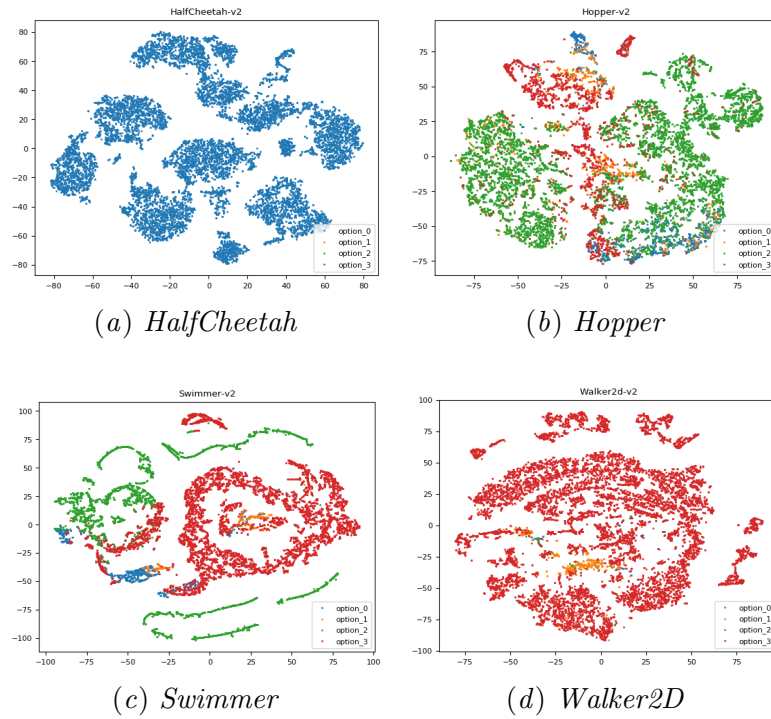 HalfCheetah-v2
80
60
40
20
0
−20
−40
−60
−80
−80 −60 −40 −20 0 20 40 60 80
option_0
option_1
option_2
option_3
(a) HalfCheetah
Hopper-v2
75
50
25
0
−25
−50
−75
−75 −50 −25 0 25 50 75
option_0
option_1
option_2
option_3
(b) Hopper
Swimmer-v2
100
75
50
25
0
−25
−50
−75
−100
−100 −75 −50 −25 0 25 50 75 100
option_0
option_1
option_2
option_3
(c) Swimmer
Walker2d-v2
100
75
50
25
0
−25
−50
−75
−100
−75 −50 −25 0 25 50 75
option_0
option_1
option_2
option_3
(d) Walker2D